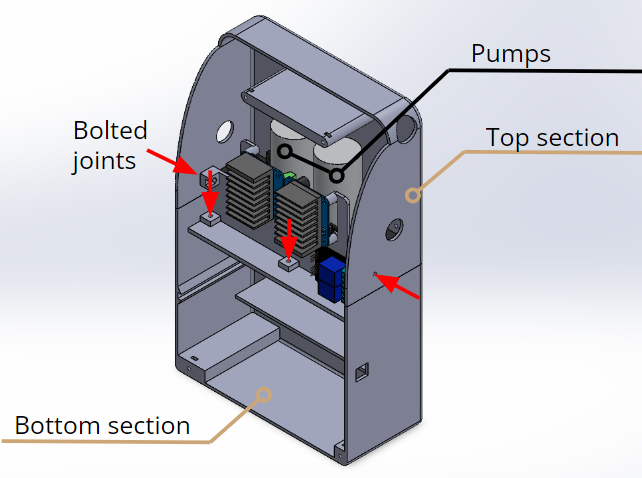 Pumps
Bolted
joints
Top section
Bottom section